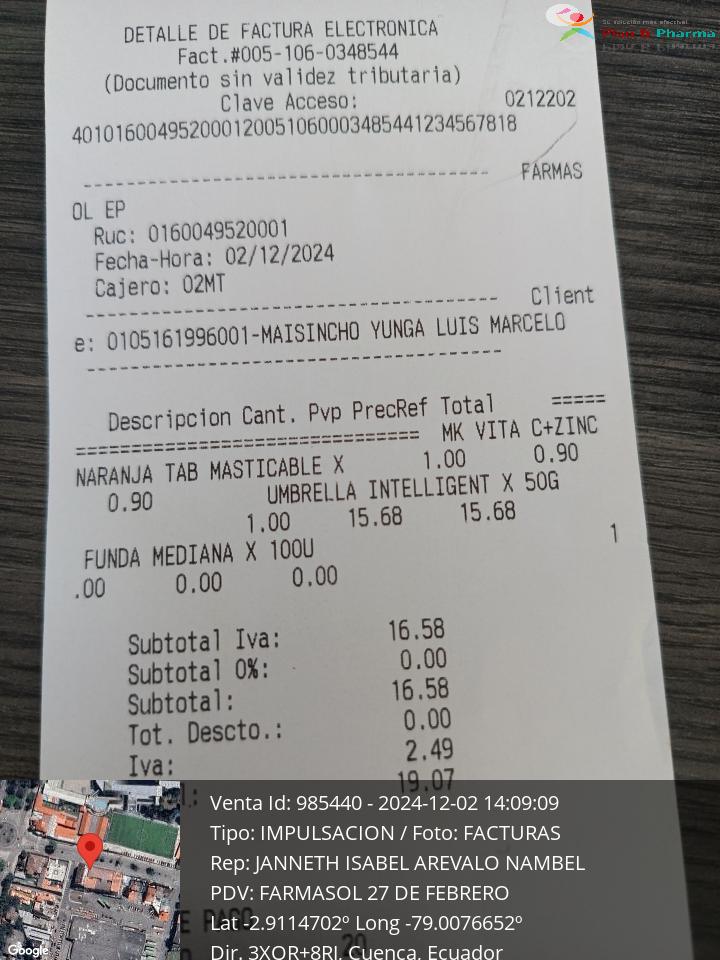 Su solución más efectiva!
Plan & Pharma
DETALLE DE FACTURA ELECTRONICA
Fact.#005-106-0348544
(Documento sin validez tributaria)
Clave Acceso: 0212202
401016004952000120051060003485441234567818
---------------------------------- FARMAS
OL EP
Ruc: 0160049520001
Fecha-Hora: 02/12/2024
Cajero: 02MT
---------------------------------- Client
e: 0105161996001-MAISINCHO YUNGA LUIS MARCELO
----------------------------------
Descripcion Cant. Pvp PrecRef Total =====
=============================== MK VITA C+ZINC
NARANJA TAB MASTICABLE X 1.00 0.90
0.90 UMBRELLA INTELLIGENT X 50G
1.00 15.68 15.68
FUNDA MEDIANA X 100U 1
.00 0.00 0.00
Subtotal Iva: 16.58
Subtotal 0%: 0.00
Subtotal: 16.58
Tot. Descto.: 0.00
Iva: 2.49
19.07
Venta Id: 985440 - 2024-12-02 14:09:09
Tipo: IMPULSACION / Foto: FACTURAS
Rep: JANNETH ISABEL AREVALO NAMBEL
PDV: FARMASOL 27 DE FEBRERO
Lat -2.9114702º Long -79.0076652º
Dir. 3XQR+8RJ, Cuenca, Ecuador
Google